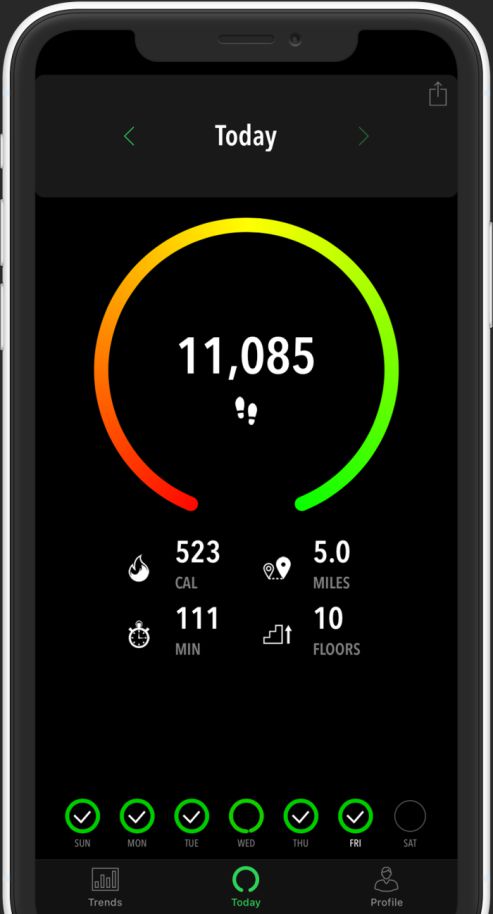 Today
11,085
523 5.0
CAL MILES
111 10
MIN FLOORS
SUN MON TUE WED THU FRI SAT
Trends Today Profile